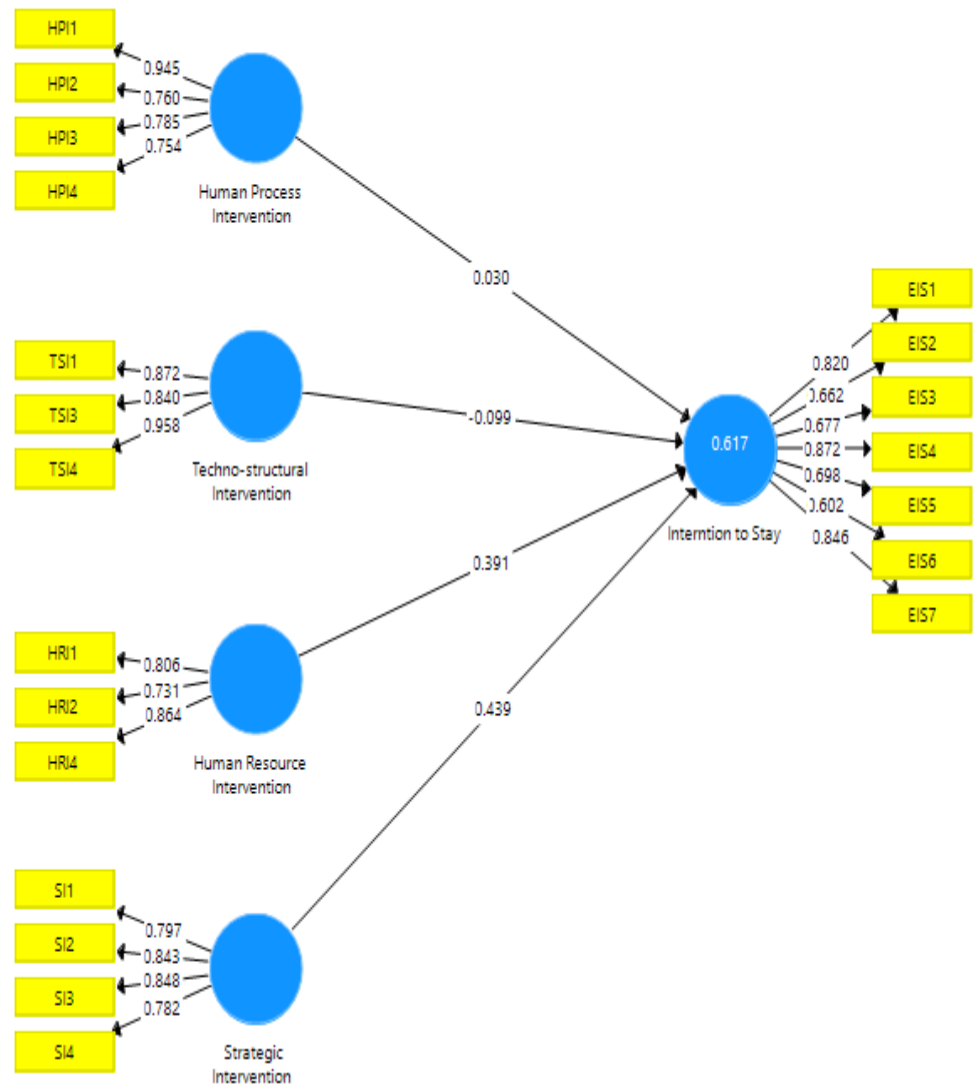 HPI1
HPI2
HPI3
HPI4
0.945
0.760
0.785
0.754
Human Process
Intervention
0.030
TSI1
TSI3
TSI4
0.872
0.840
0.958
Techno-structural
Intervention
-0.099
HRI1
HRI2
HRI4
0.806
0.731
0.864
Human Resource
Intervention
0.391
SI1
SI2
SI3
SI4
0.797
0.843
0.848
0.782
Strategic
Intervention
0.439
0.617
Interntion to Stay
0.820
0.662
0.677
0.872
0.698
0.602
0.846
EIS1
EIS2
EIS3
EIS4
EIS5
EIS6
EIS7